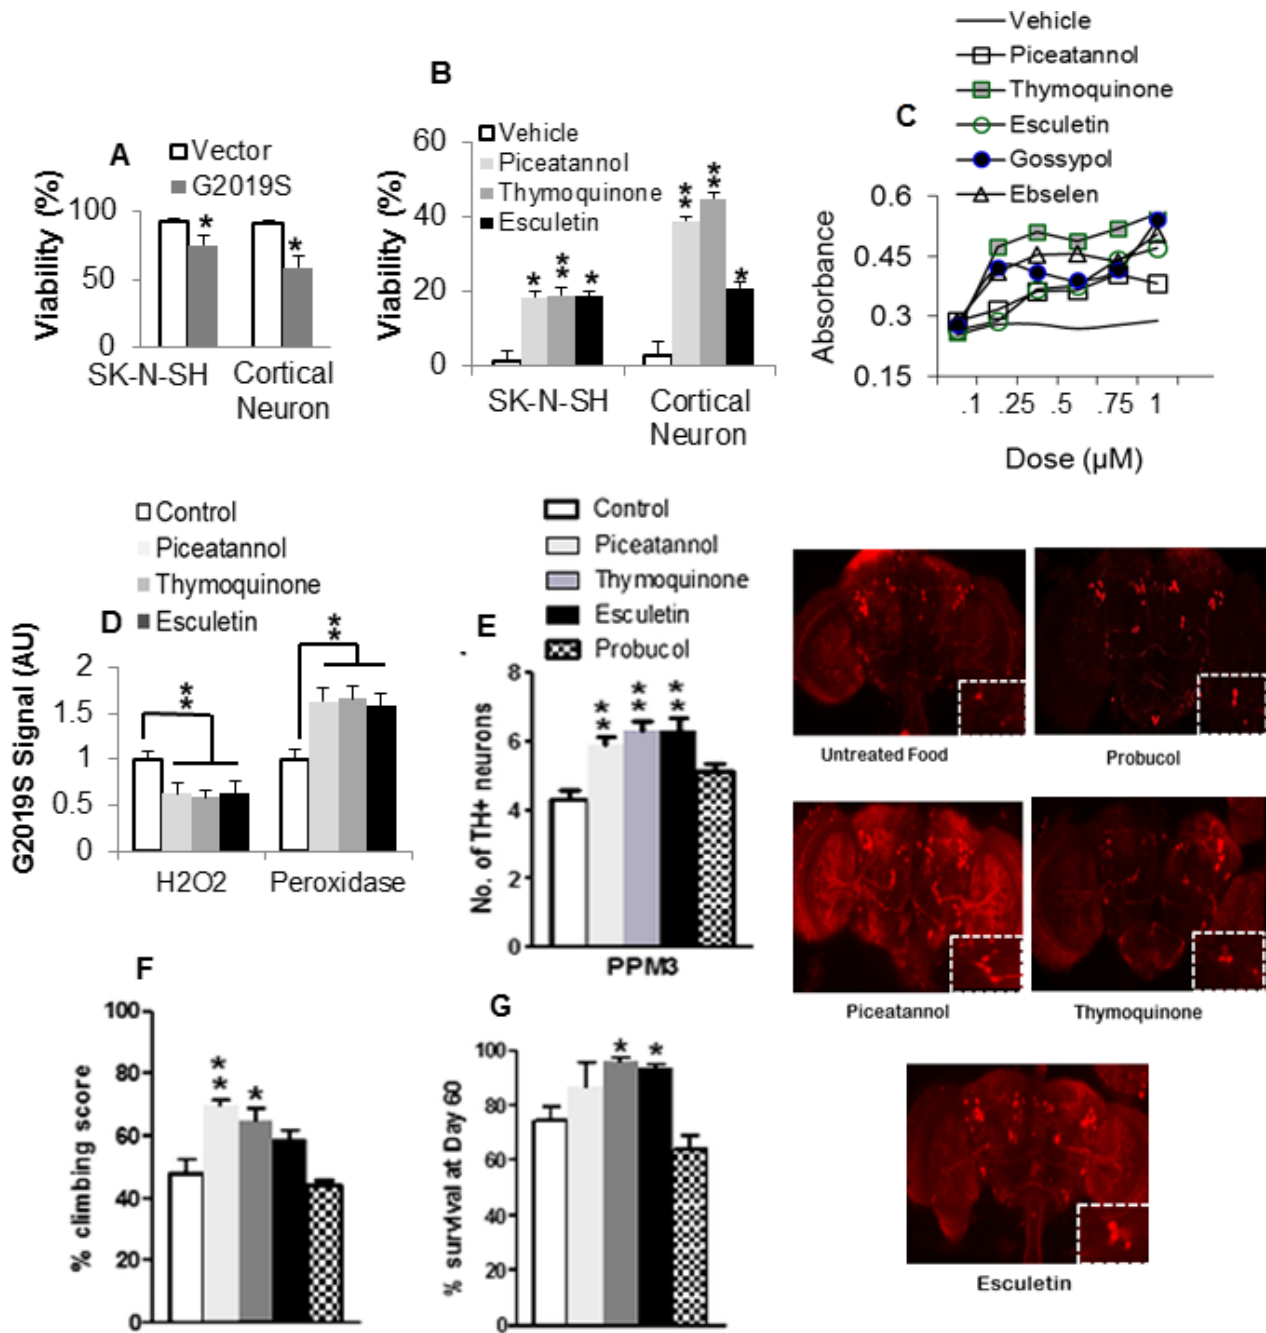 A
Vector
G2019S
Viability (%)
100
50
0
SK-N-SH
Cortical
Neuron
*
*
B
Vehicle
Piceatannol
Thymoquinone
Esculetin
Viability (%)
60
40
20
0
SK-N-SH
Cortical
Neuron
*
**
*
**
**
*
C
Vehicle
Piceatannol
Thymoquinone
Esculetin
Gossypol
Ebselen
Absorbance
0.6
0.45
0.3
0.15
.1
.25
.5
.75
1
Dose (µM)
D
Control
Piceatannol
Thymoquinone
Esculetin
G2019S Signal (AU)
2
1.5
1
0.5
0
H2O2
Peroxidase
**
**
E
Control
Piceatannol
Thymoquinone
Esculetin
Probucol
No. of TH+ neurons
8
6
4
2
0
PPM3
**
**
**
Untreated Food
Probucol
Piceatannol
Thymoquinone
Esculetin
F
% climbing score
100
80
60
40
20
0
**
*
G
% survival at Day 60
100
80
60
40
20
0
*
*